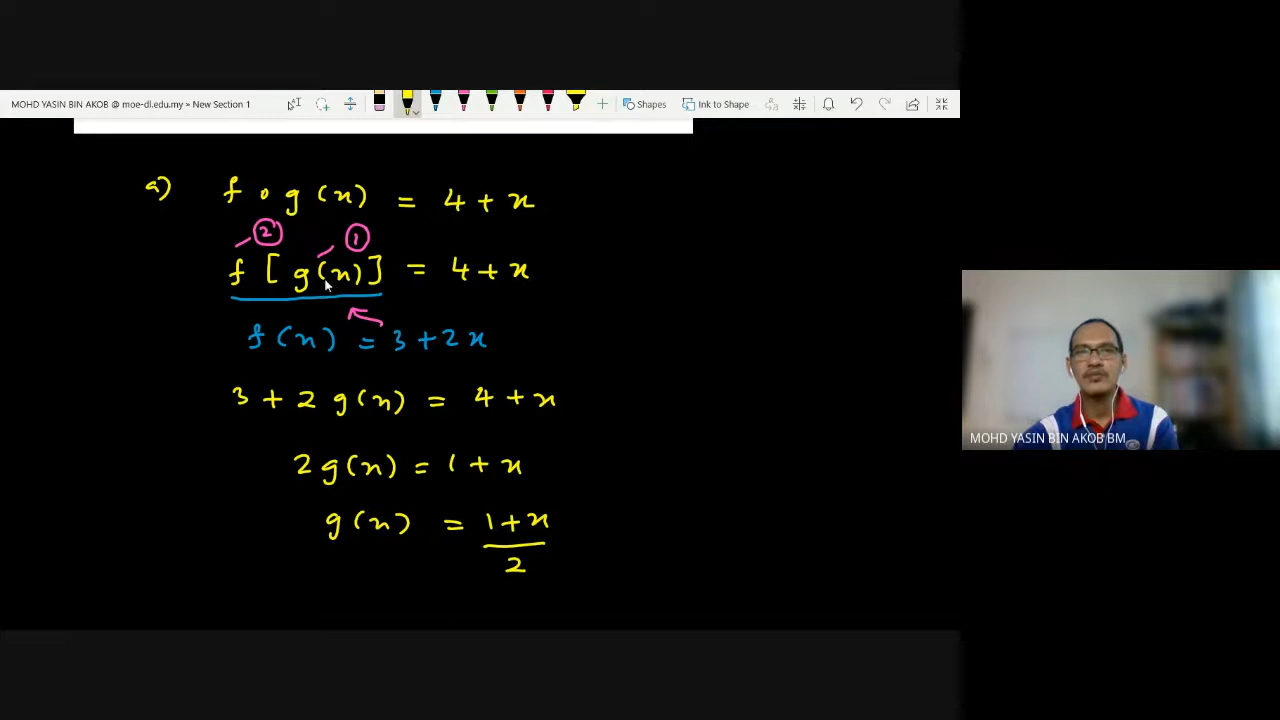 MOHD YASIN BIN AKOB @ moe-dl.edu.my » New Section 1
Shapes
Ink to Shape
a) f o g (x) = 4 + x
② ①
f [ g (x) ] = 4 + x
f (x) = 3 + 2x
3 + 2 g(x) = 4 + x
2 g(x) = 1 + x
g (x) = 1 + x
2
MOHD YASIN BIN AKOB BM